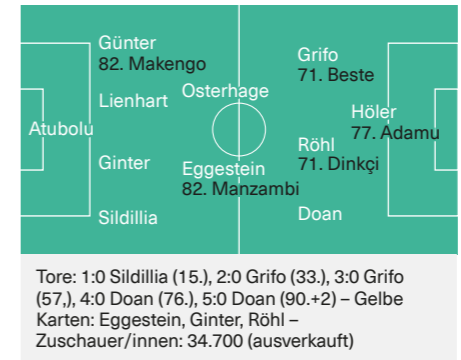 Günter
82. Makengo
Grifo
71. Beste
Lienhart
Osterhage
Höler
77. Adamu
Atubolu
Röhl
71. Dinkçi
Ginter
Eggestein
82. Manzambi
Sildillia
Doan
Tore: 1:0 Sildillia (15.), 2:0 Grifo (33.), 3:0 Grifo
(57,), 4:0 Doan (76.), 5:0 Doan (90.+2) – Gelbe
Karten: Eggestein, Ginter, Röhl –
Zuschauer/innen: 34.700 (ausverkauft)